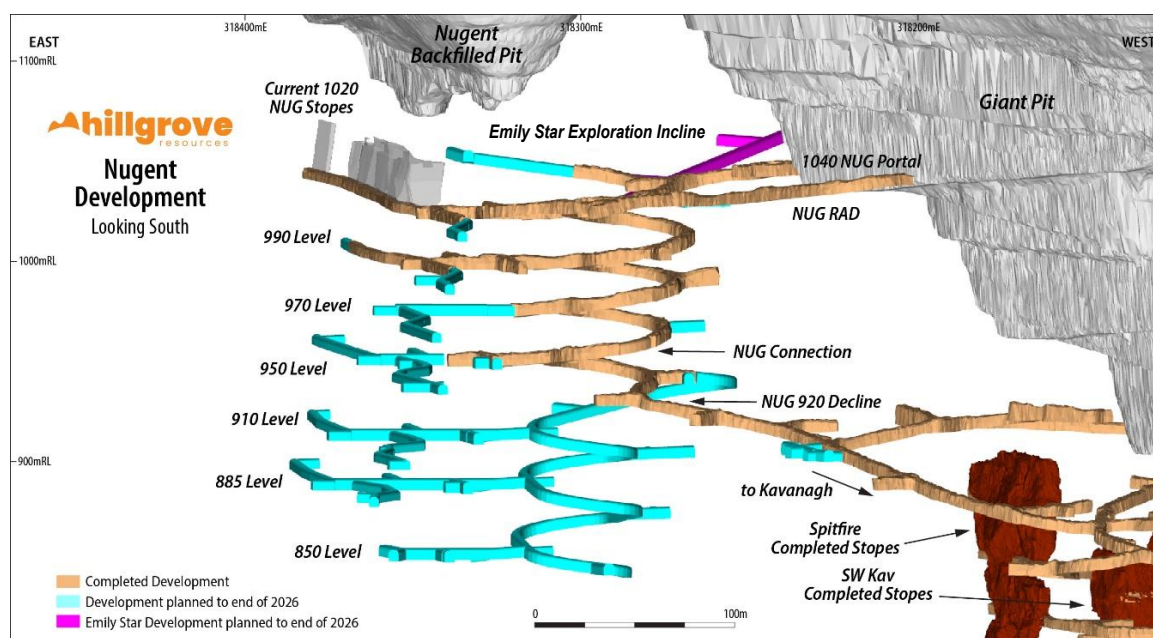 318400mE
318300mE
318200mE
EAST
WEST
1100mRL
Nugent
Backfilled Pit
Current 1020
NUG Stopes
Giant Pit
hillgrove
resources
Emily Star Exploration Incline
Nugent
Development
Looking South
1040 NUG Portal
NUG RAD
990 Level
1000mRL
970 Level
NUG Connection
950 Level
NUG 920 Decline
910 Level
900mRL
885 Level
to Kavanagh
Spitfire
Completed Stopes
850 Level
SW Kav
Completed Stopes
Completed Development
Development planned to end of 2026
Emily Star Development planned to end of 2026
0
100m